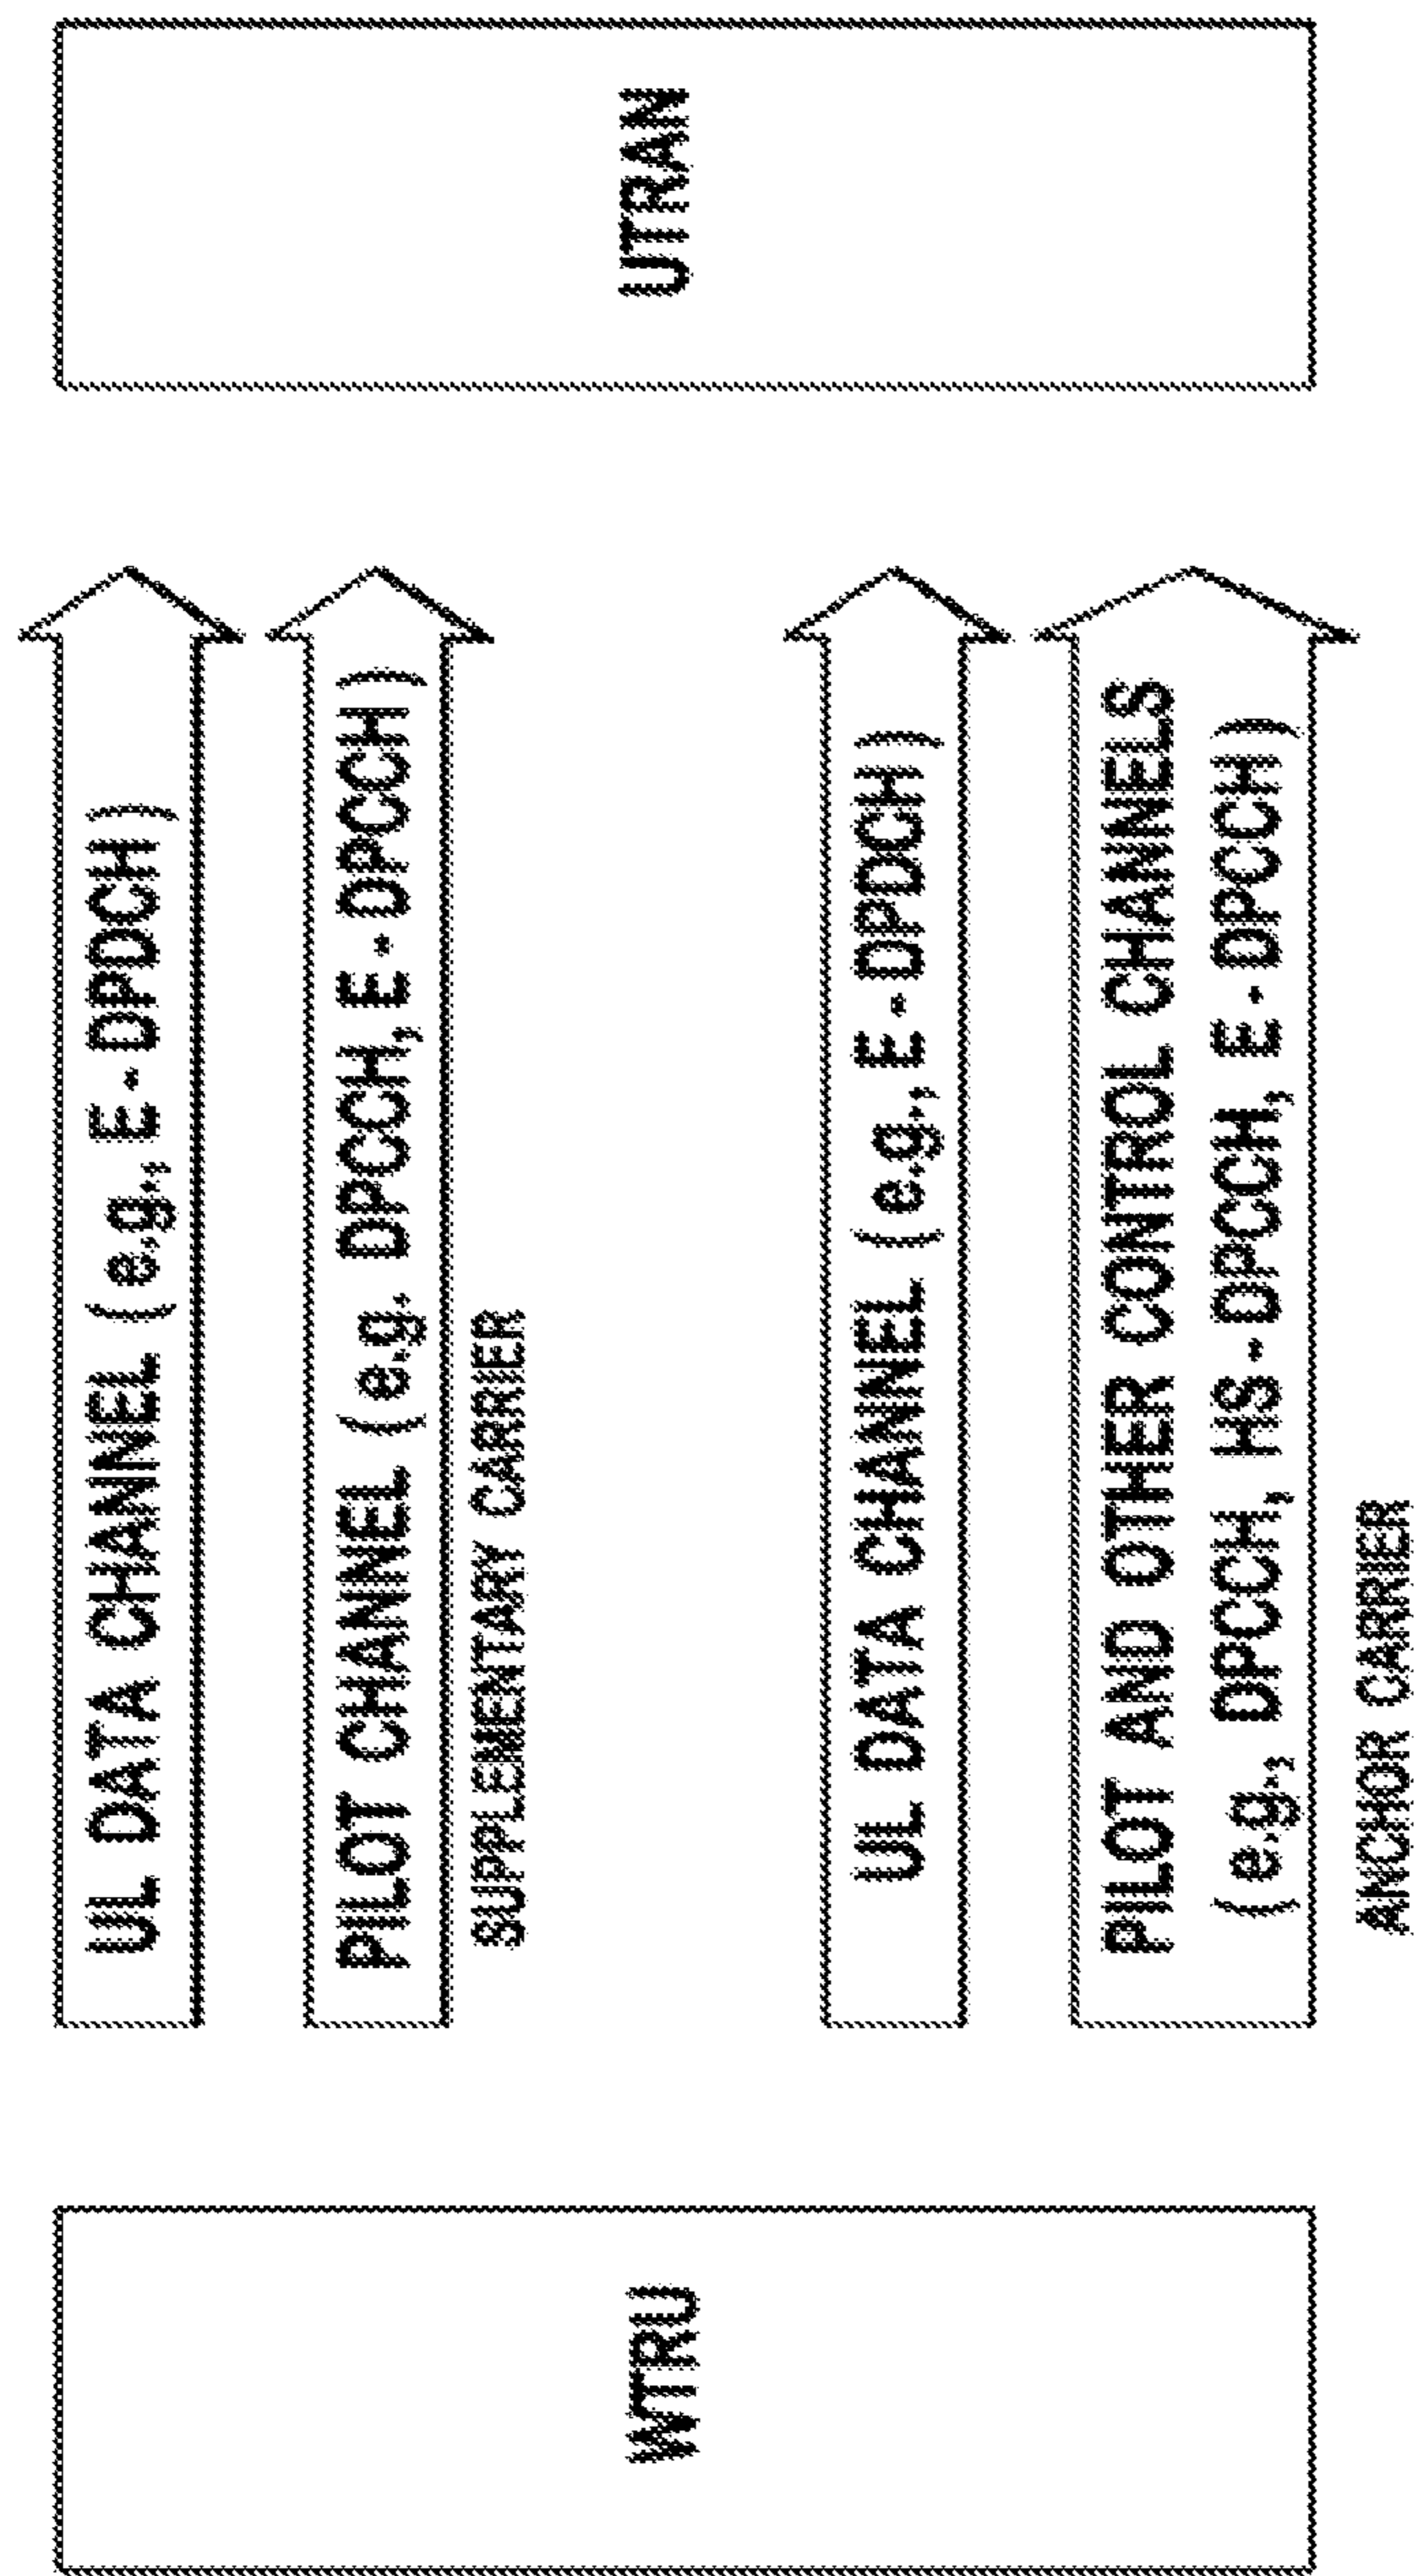 WTRU
UL DATA CHANNEL (e.g., E-DPDCH)
PILOT CHANNEL (e.g. DPCCH, E-DPCCH)
SUPPLEMENTARY CARRIER
UL DATA CHANNEL (e.g., E-DPDCH)
PILOT AND OTHER CONTROL CHANNELS
(e.g., DPCCH, HS-DPCCH, E-DPCCH)
ANCHOR CARRIER
UTRAN